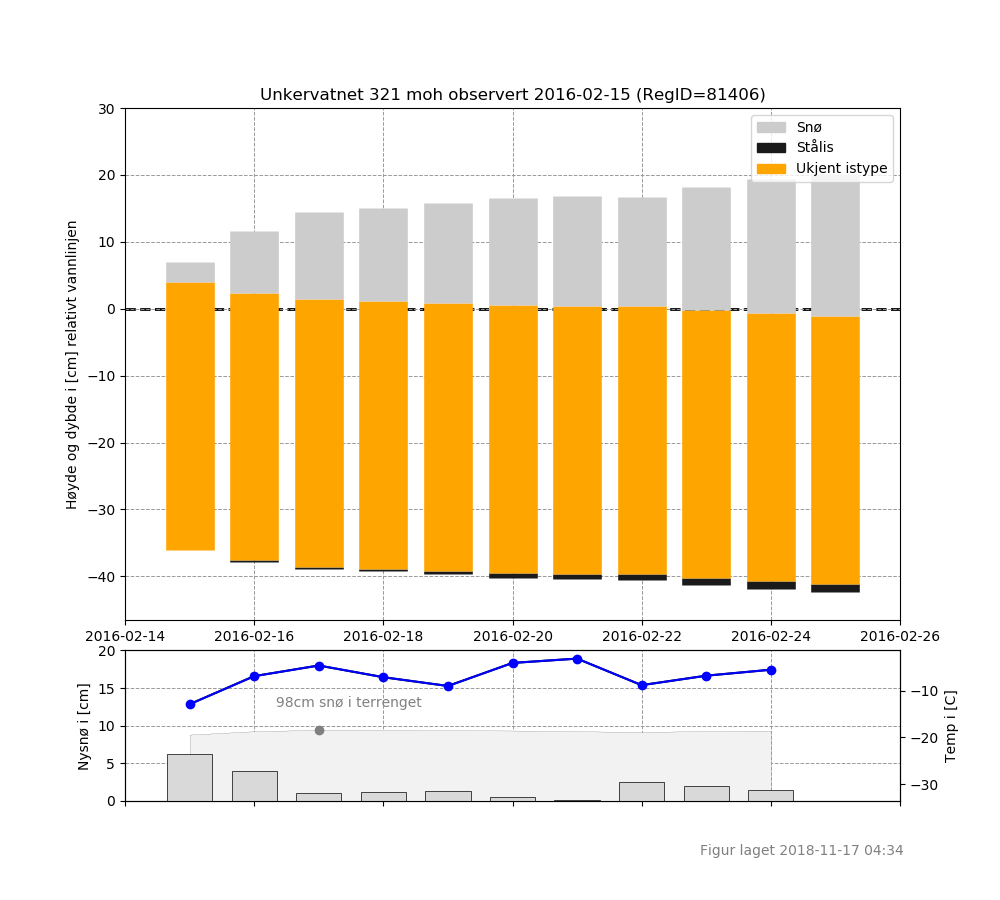 Unkervatnet 321 moh observert 2016-02-15 (RegID=81406)
30
20
10
0
−10
−20
−30
−40
Høyde og dybde i [cm] relativt vannlinjen
Snø
Stålis
Ukjent istype
2016-02-14 2016-02-16 2016-02-18 2016-02-20 2016-02-22 2016-02-24 2016-02-26
20
15
10
5
0
Nysnø i [cm]
98cm snø i terrenget
−10
−20
−30
Temp i [C]
Figur laget 2018-11-17 04:34